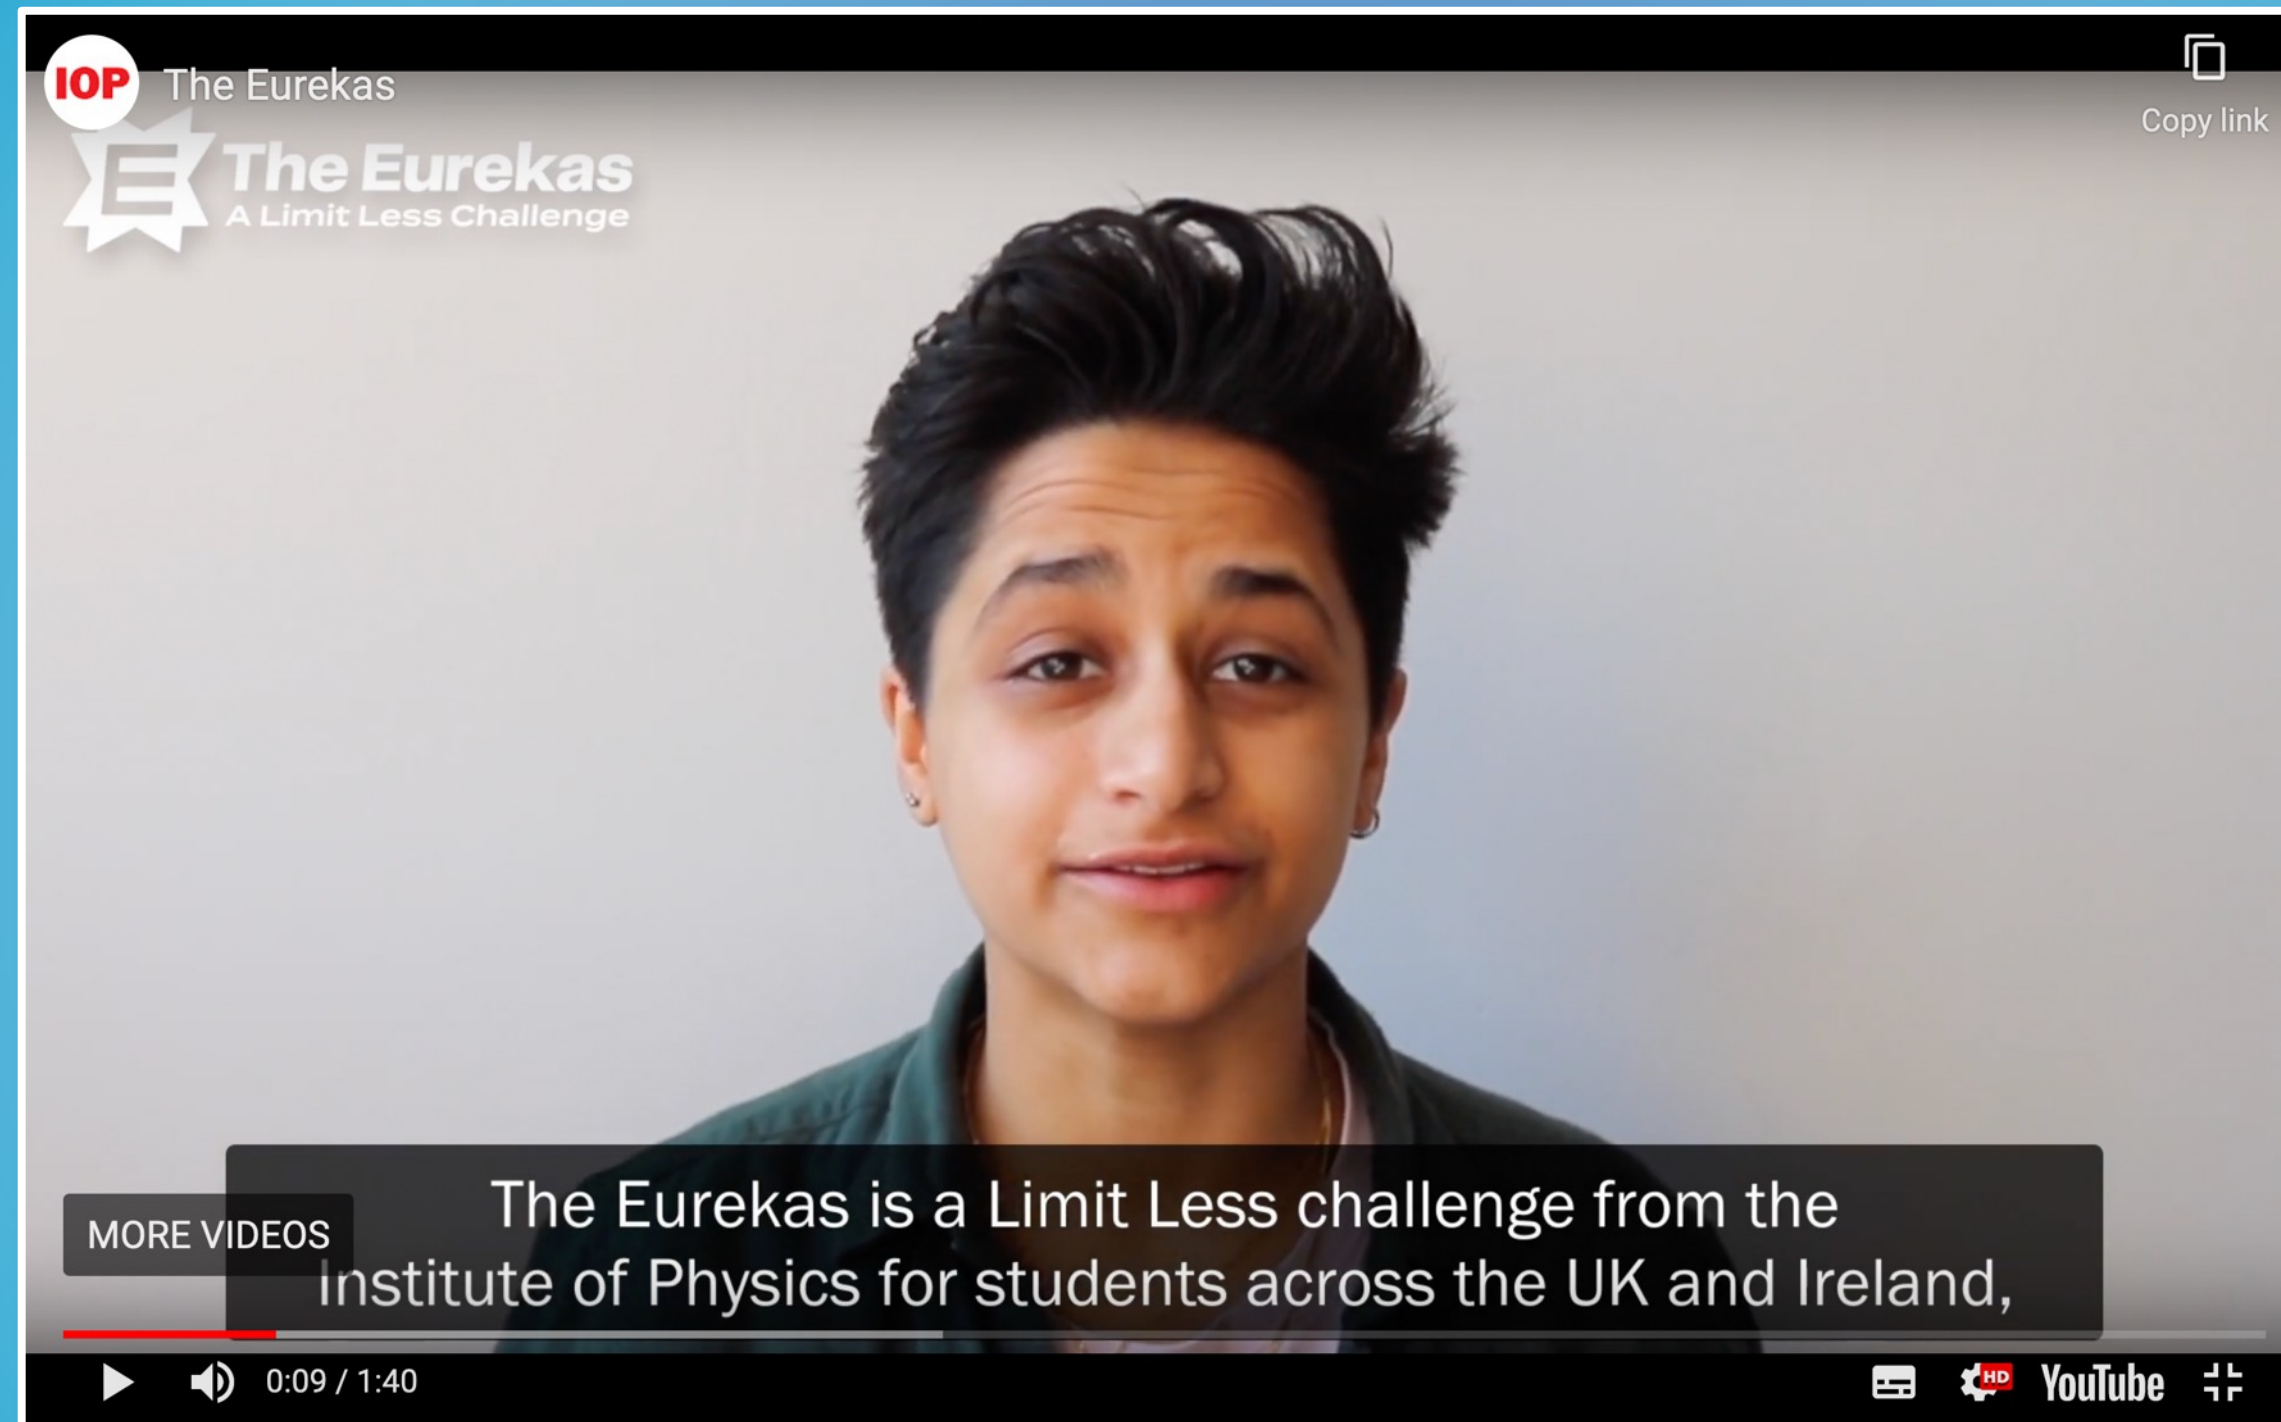 IOP
The Eurekas
Copy link
E The Eurekas
A Limit Less Challenge
The Eurekas is a Limit Less challenge from the
MORE VIDEOS
Institute of Physics for students across the UK and Ireland,
0:09 / 1:40
HD
YouTube